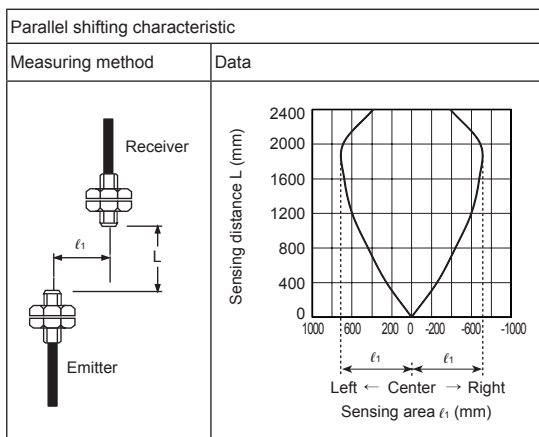 Parallel shifting characteristic
Measuring method
Data
Receiver
ℓ1
L
Emitter
Sensing distance L (mm)
2400
2000
1600
1200
800
400
0
1000 600 200 0 -200 -600 -1000
ℓ1 ℓ1
Left ← Center → Right
Sensing area ℓ1 (mm)